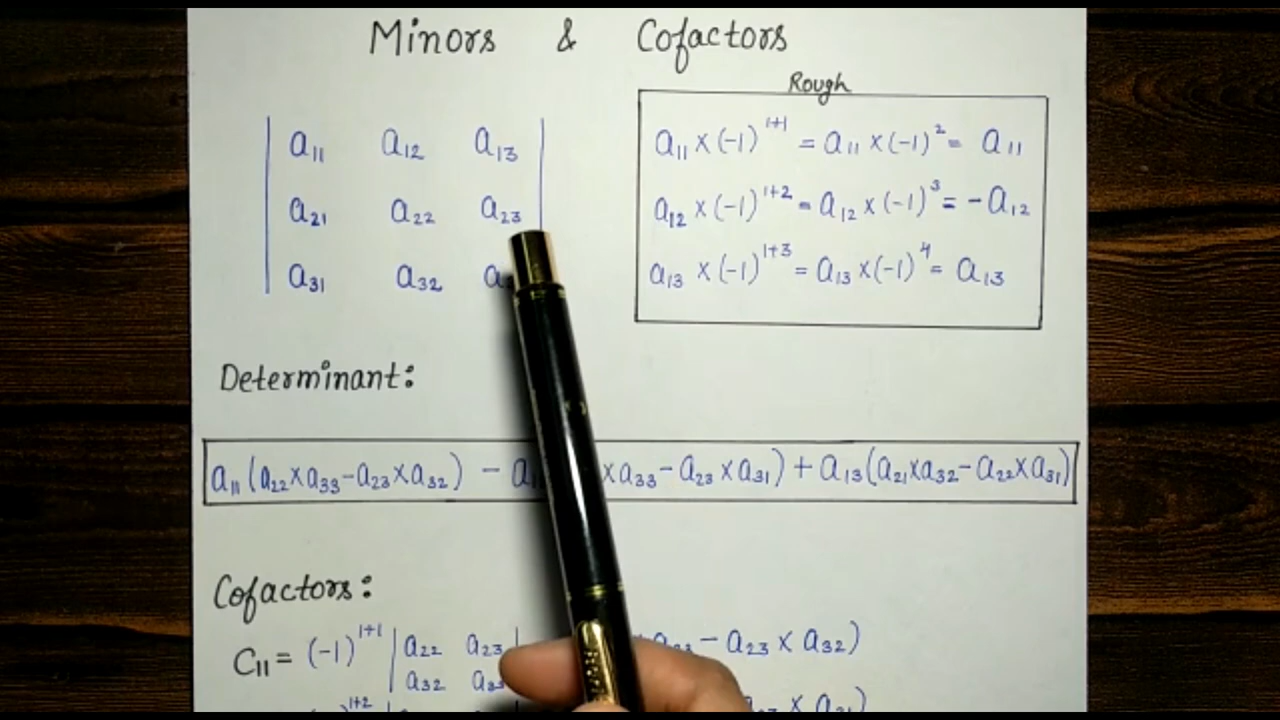 Minors & Cofactors
Rough
a₁₁ a₁₂ a₁₃
a₂₁ a₂₂ a₂₃
a₃₁ a₃₂
a₁₁ × (-1)¹⁺¹ = a₁₁ × (-1)² = a₁₁
a₁₂ × (-1)¹⁺² = a₁₂ × (-1)³ = -a₁₂
a₁₃ × (-1)¹⁺³ = a₁₃ × (-1)⁴ = a₁₃
Determinant:
a₁₁ (a₂₂ × a₃₃ - a₂₃ × a₃₂) - × a₃₃ - a₂₃ × a₃₁) + a₁₃ (a₂₁ × a₃₂ - a₂₂ × a₃₁)
Cofactors:
C₁₁ = (-1)¹⁺¹ | a₂₂ a₂₃ | - a₂₃ × a₃₂)
a₃₂
1+2